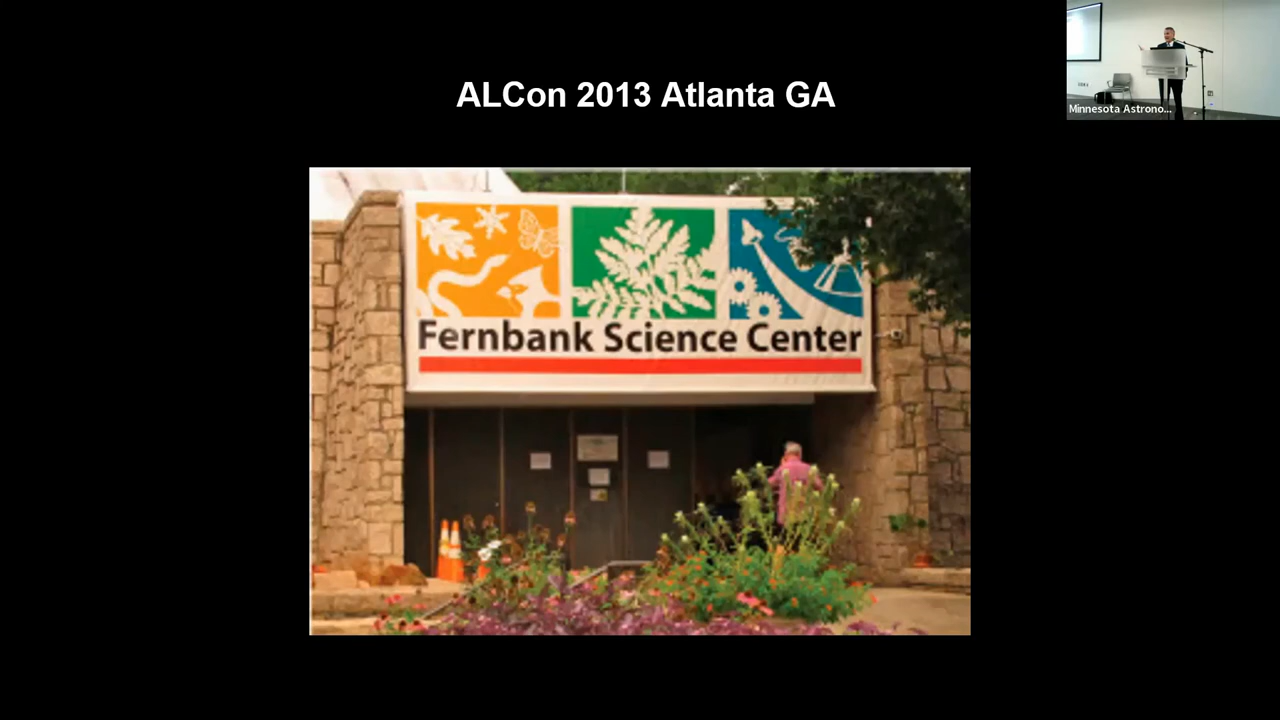 ALCon 2013 Atlanta GA
Minnesota Astrono...
Fernbank Science Center